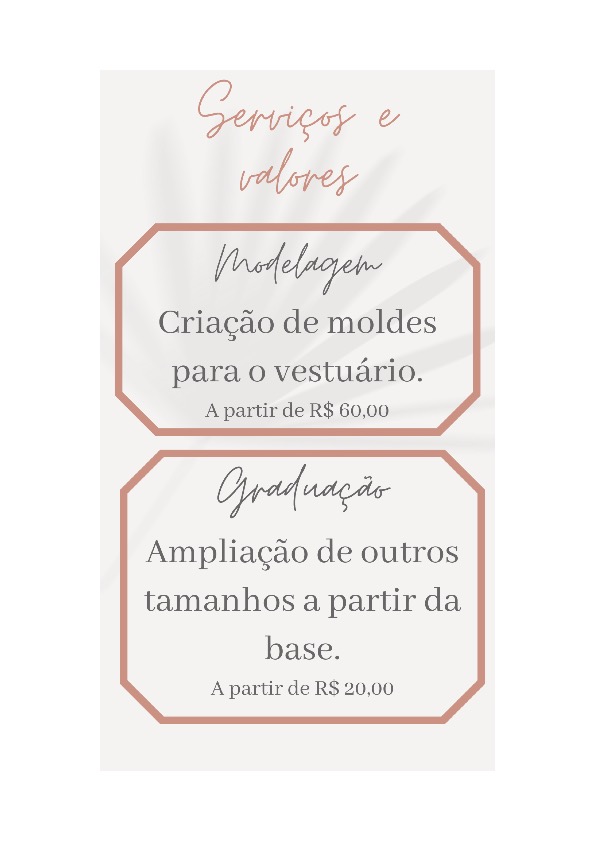 Serviços e
valores
Modelagem
Criação de moldes
para o vestuário.
A partir de R$ 60,00
Graduação
Ampliação de outros
tamanhos a partir da
base.
A partir de R$ 20,00